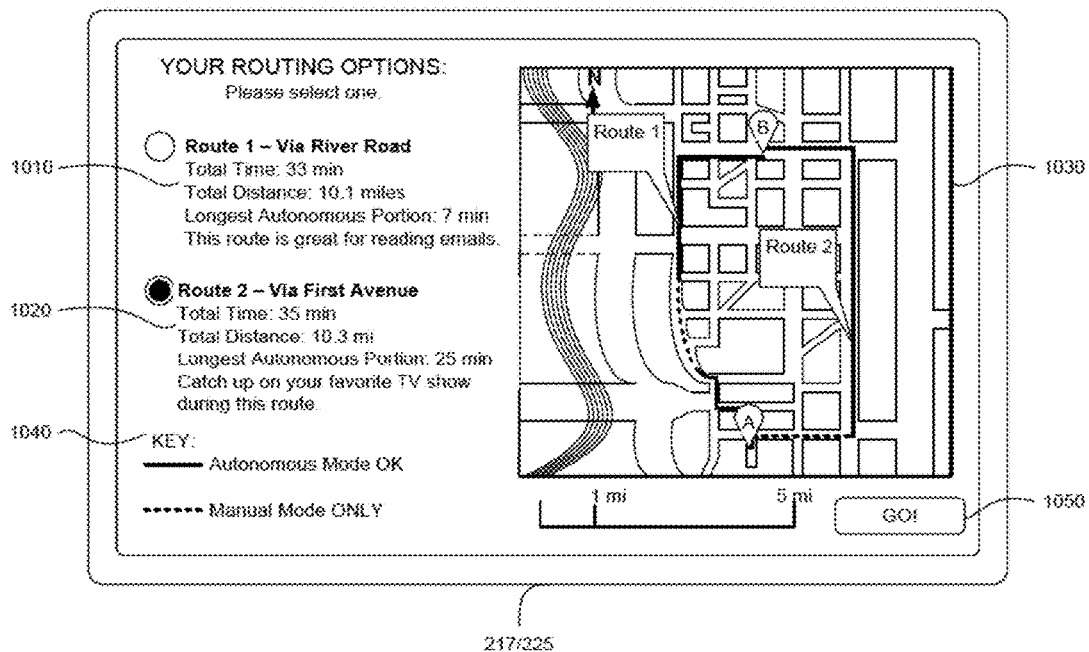 YOUR ROUTING OPTIONS:
Please select one.
1010
Route 1 – Via River Road
Total Time: 33 min
Total Distance: 10.1 miles
Longest Autonomous Portion: 7 min
This route is great for reading emails.
1020
Route 2 – Via First Avenue
Total Time: 35 min
Total Distance: 10.3 mi
Longest Autonomous Portion: 25 min
Catch up on your favorite TV show
during this route.
1040
KEY:
Autonomous Mode OK
Manual Mode ONLY
N
Route 1
B
Route 2
A
1030
1 mi
5 mi
GO!
1050
217/325